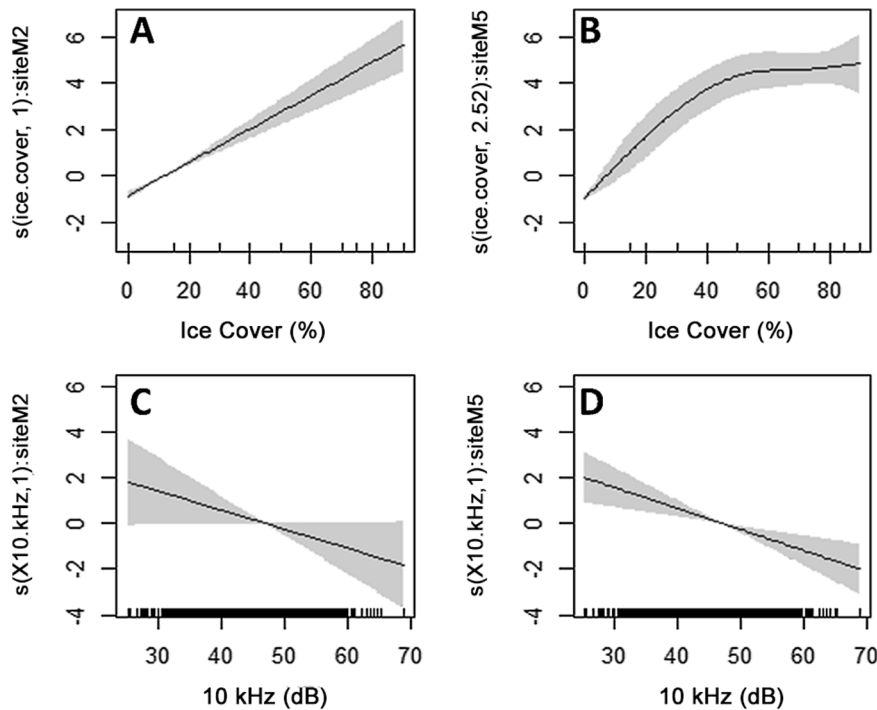 A
s(ice.cover, 1):siteM2
6
4
2
0
-2
0 20 40 60 80
Ice Cover (%)
B
s(ice.cover, 2.52):siteM5
6
4
2
0
-2
0 20 40 60 80
Ice Cover (%)
C
s(X10.kHz,1):siteM2
6
4
2
0
-2
-4
30 40 50 60 70
10 kHz (dB)
D
s(X10.kHz,1):siteM5
6
4
2
0
-2
-4
30 40 50 60 70
10 kHz (dB)